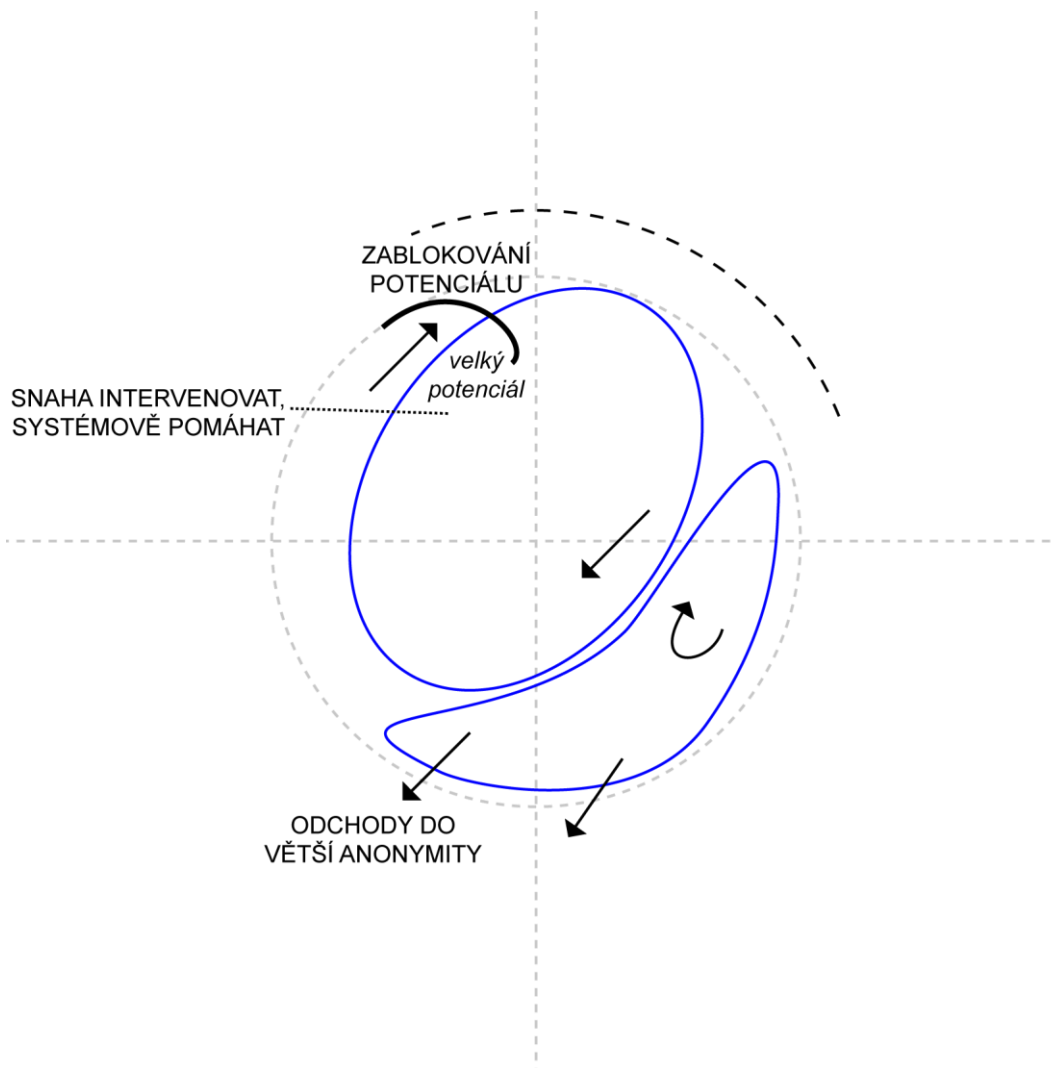 ZABLOKOVÁNÍ
POTENCIÁLU
velký
potenciál
SNAHA INTERVENOVAT,
SYSTÉMOVĚ POMÁHAT
ODCHODY DO
VĚTŠÍ ANONYMITY